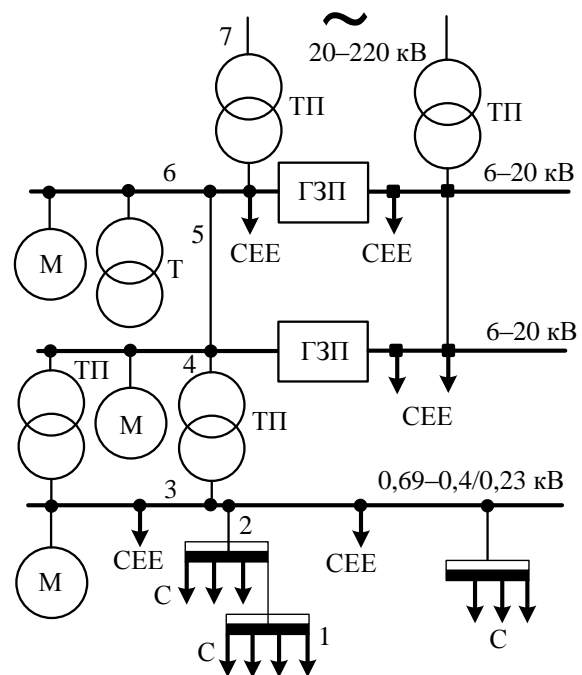 7
20–220 кВ
ТП
ТП
6
ГЗП
6–20 кВ
5
СЕЕ
СЕЕ
М
Т
ГЗП
6–20 кВ
4
ТП
М
ТП
СЕЕ
3
0,69–0,4/0,23 кВ
2
СЕЕ
СЕЕ
М
С
1
С
С